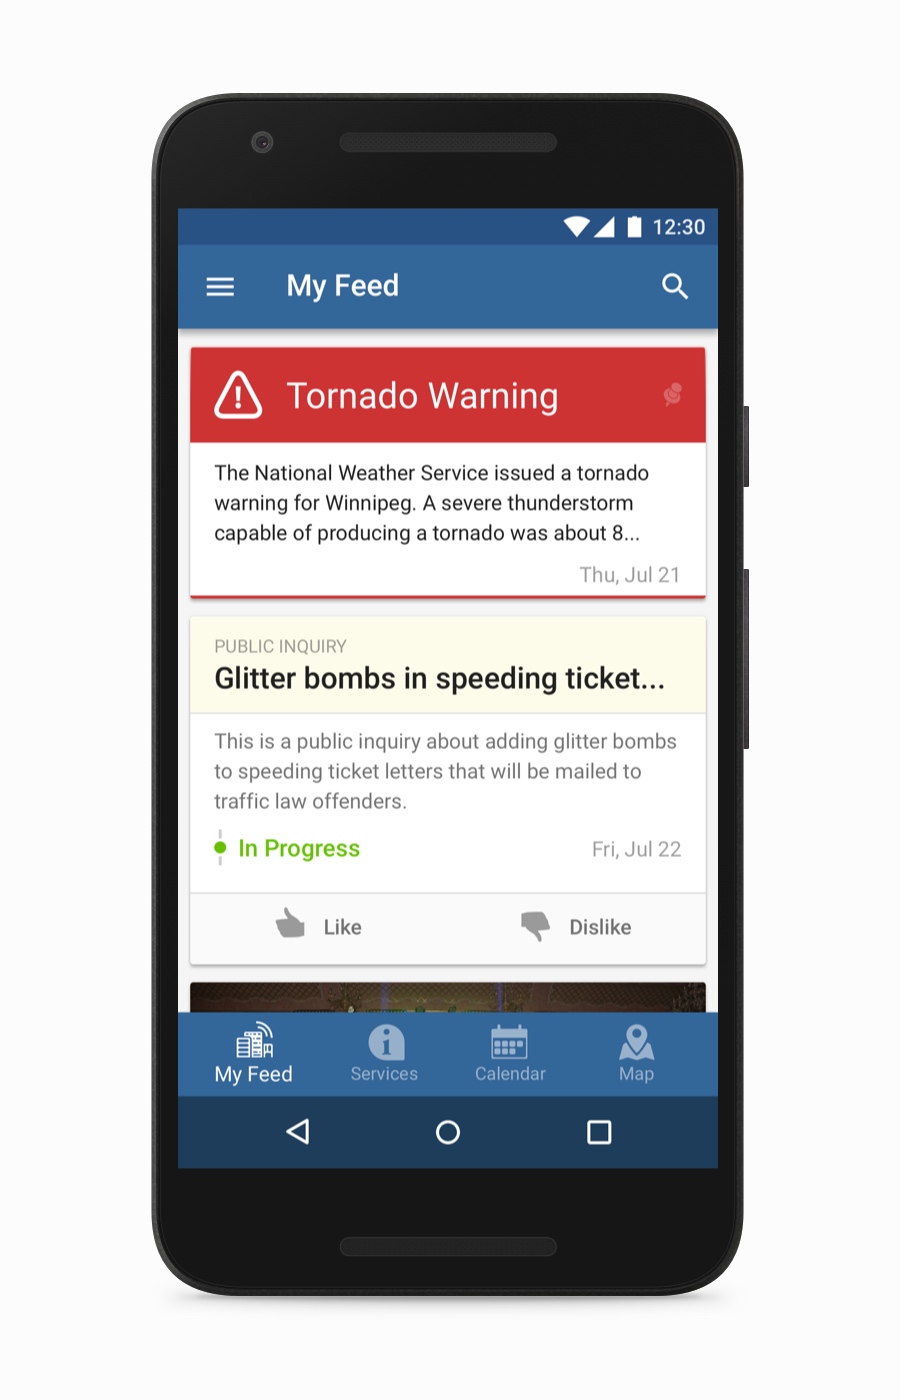 12:30
My Feed
Tornado Warning
The National Weather Service issued a tornado
warning for Winnipeg. A severe thunderstorm
capable of producing a tornado was about 8...
Thu, Jul 21
PUBLIC INQUIRY
Glitter bombs in speeding ticket...
This is a public inquiry about adding glitter bombs
to speeding ticket letters that will be mailed to
traffic law offenders.
In Progress
Fri, Jul 22
Like
Dislike
My Feed
Services
Calendar
Map